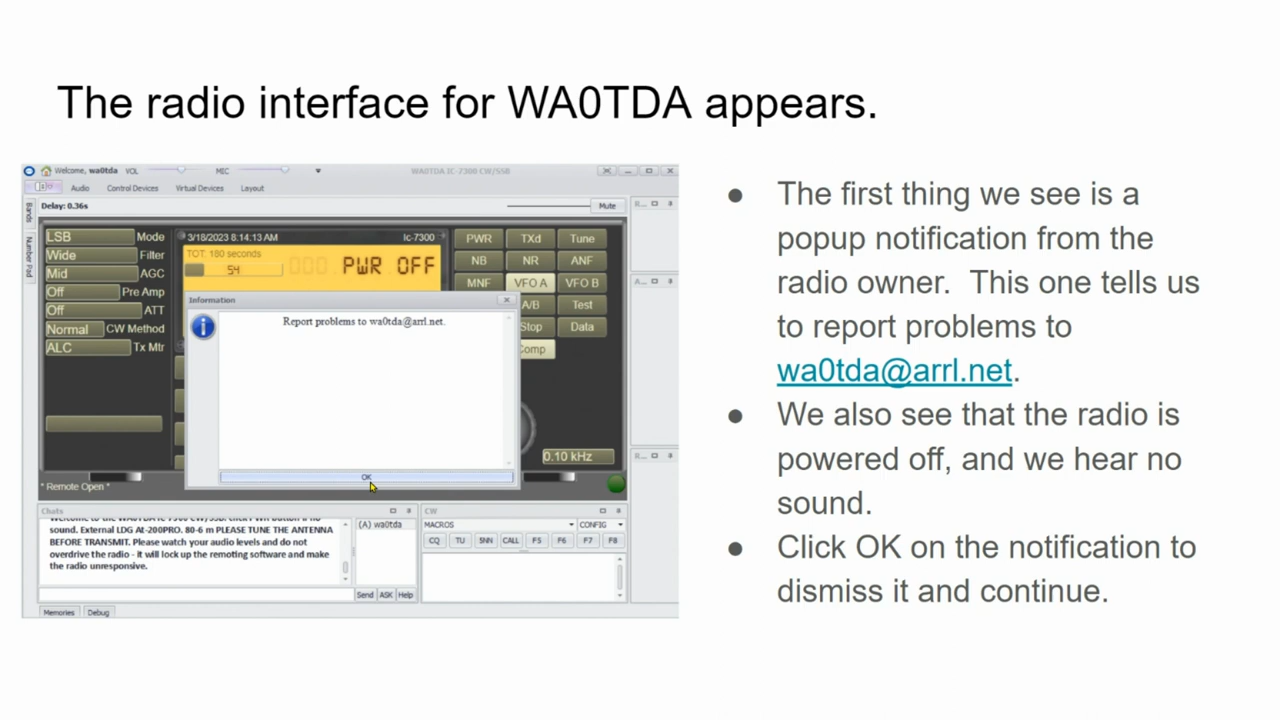 The radio interface for WA0TDA appears.
Welcome, wa0tda VOL MIC WA0TDA IC-7300 CW/SSB
Audio Control Devices Virtual Devices Layout
Delay: 0.36s Mute
Bands
Number Pad
LSB Mode
Wide Filter
Mid AGC
Off Pre Amp
Off ATT
Normal CW Method
ALC Tx Mtr
3/18/2023 8:14:13 AM Ic-7300
TOT: 180 seconds
54 PWR OFF
PWR TXd Tune
NB NR ANF
MNF VFO A VFO B
A/B Test
Stop Data
Comp
Information
Report problems to wa0tda@arrl.net.
OK
0.10 kHz
* Remote Open *
R...
A...
R...
Chats
sound. External LDG At-200PRO. 80-6 m PLEASE TUNE THE ANTENNA
BEFORE TRANSMIT. Please watch your audio levels and do not
overdrive the radio - it will lock up the remoting software and make
the radio unresponsive.
(A) wa0tda
Send ASK Help
CW
MACROS CONFIG
CQ TU 5NN CALL F5 F6 F7 F8
Memories Debug
● The first thing we see is a
popup notification from the
radio owner. This one tells us
to report problems to
wa0tda@arrl.net.
● We also see that the radio is
powered off, and we hear no
sound.
● Click OK on the notification to
dismiss it and continue.